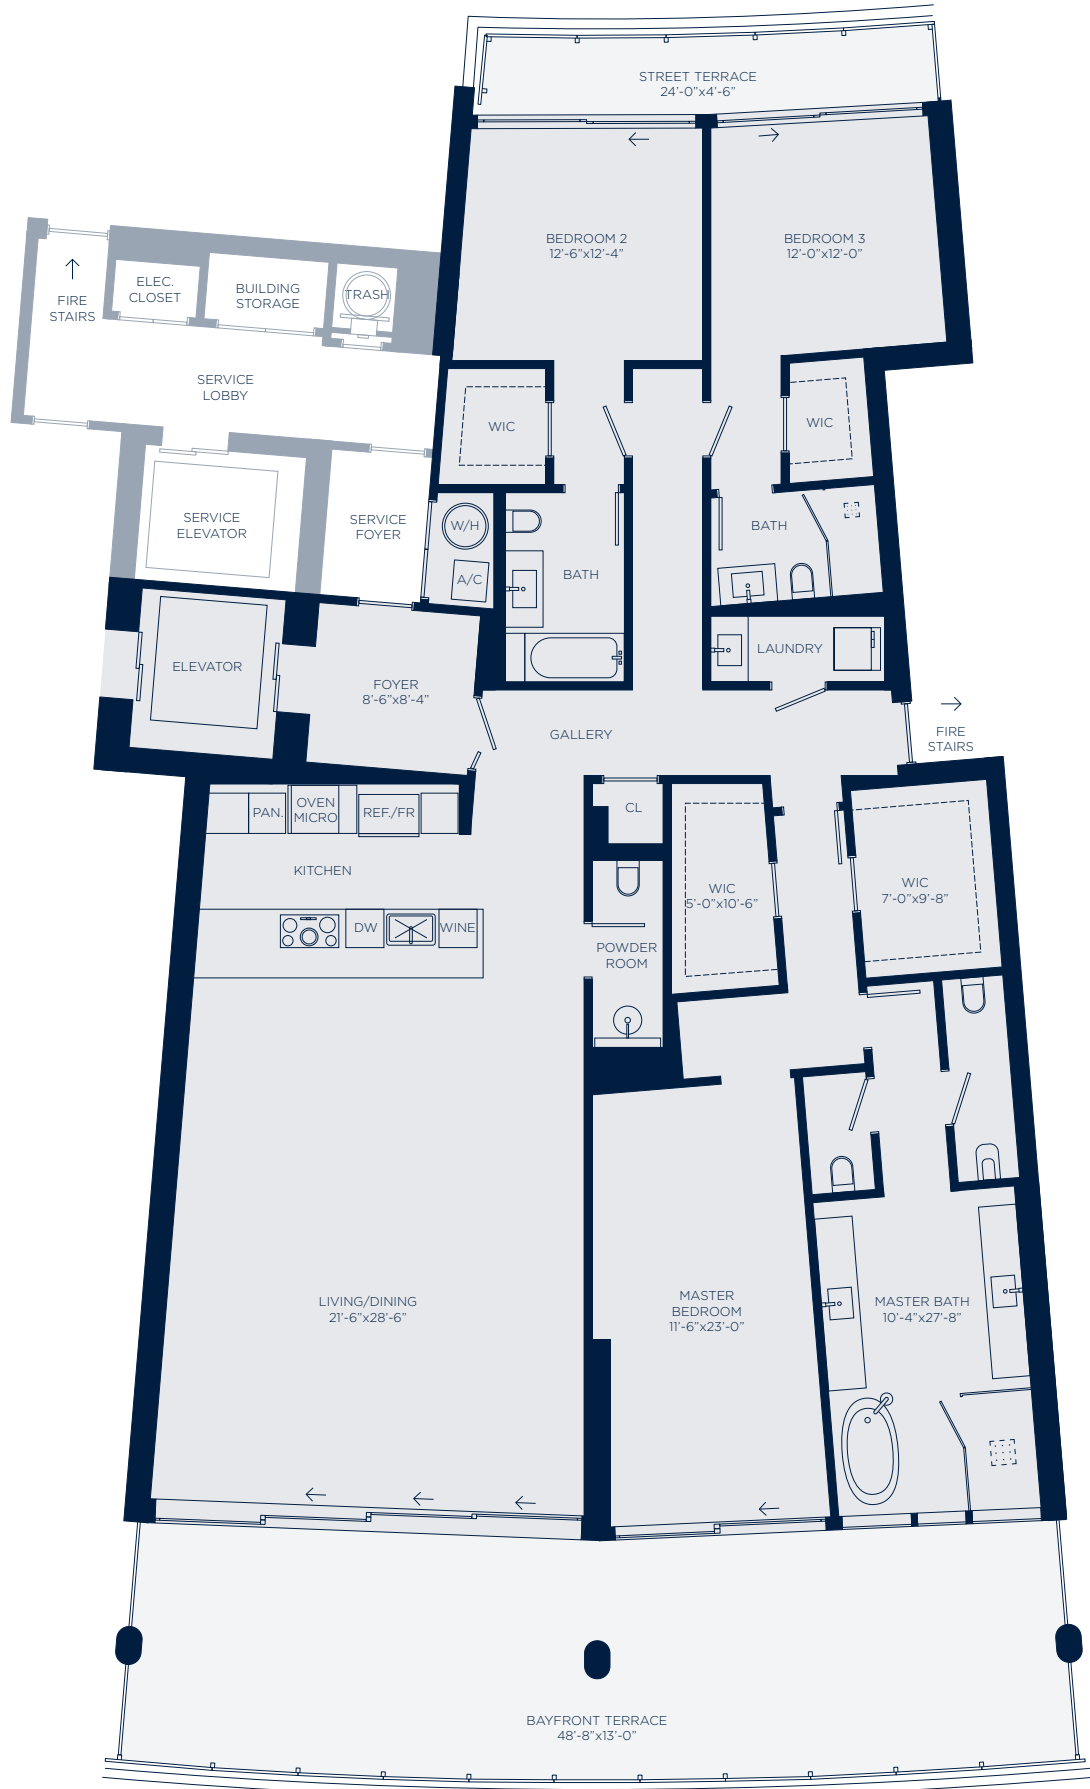 STREET TERRACE
24'-0"x4'-6"
BEDROOM 2
12'-6"x12'-4"
BEDROOM 3
12'-0"x12'-0"
FIRE
STAIRS
ELEC.
CLOSET
BUILDING
STORAGE
TRASH
SERVICE
LOBBY
WIC
WIC
SERVICE
ELEVATOR
SERVICE
FOYER
W/H
A/C
BATH
BATH
ELEVATOR
FOYER
8'-6"x8'-4"
LAUNDRY
GALLERY
FIRE
STAIRS
PAN.
OVEN
MICRO
REF./FR
CL
KITCHEN
WIC
5'-0"x10'-6"
WIC
7'-0"x9'-8"
DW
WINE
POWDER
ROOM
LIVING/DINING
21'-6"x28'-6"
MASTER
BEDROOM
11'-6"x23'-0"
MASTER BATH
10'-4"x27'-8"
BAYFRONT TERRACE
48'-8"x13'-0"